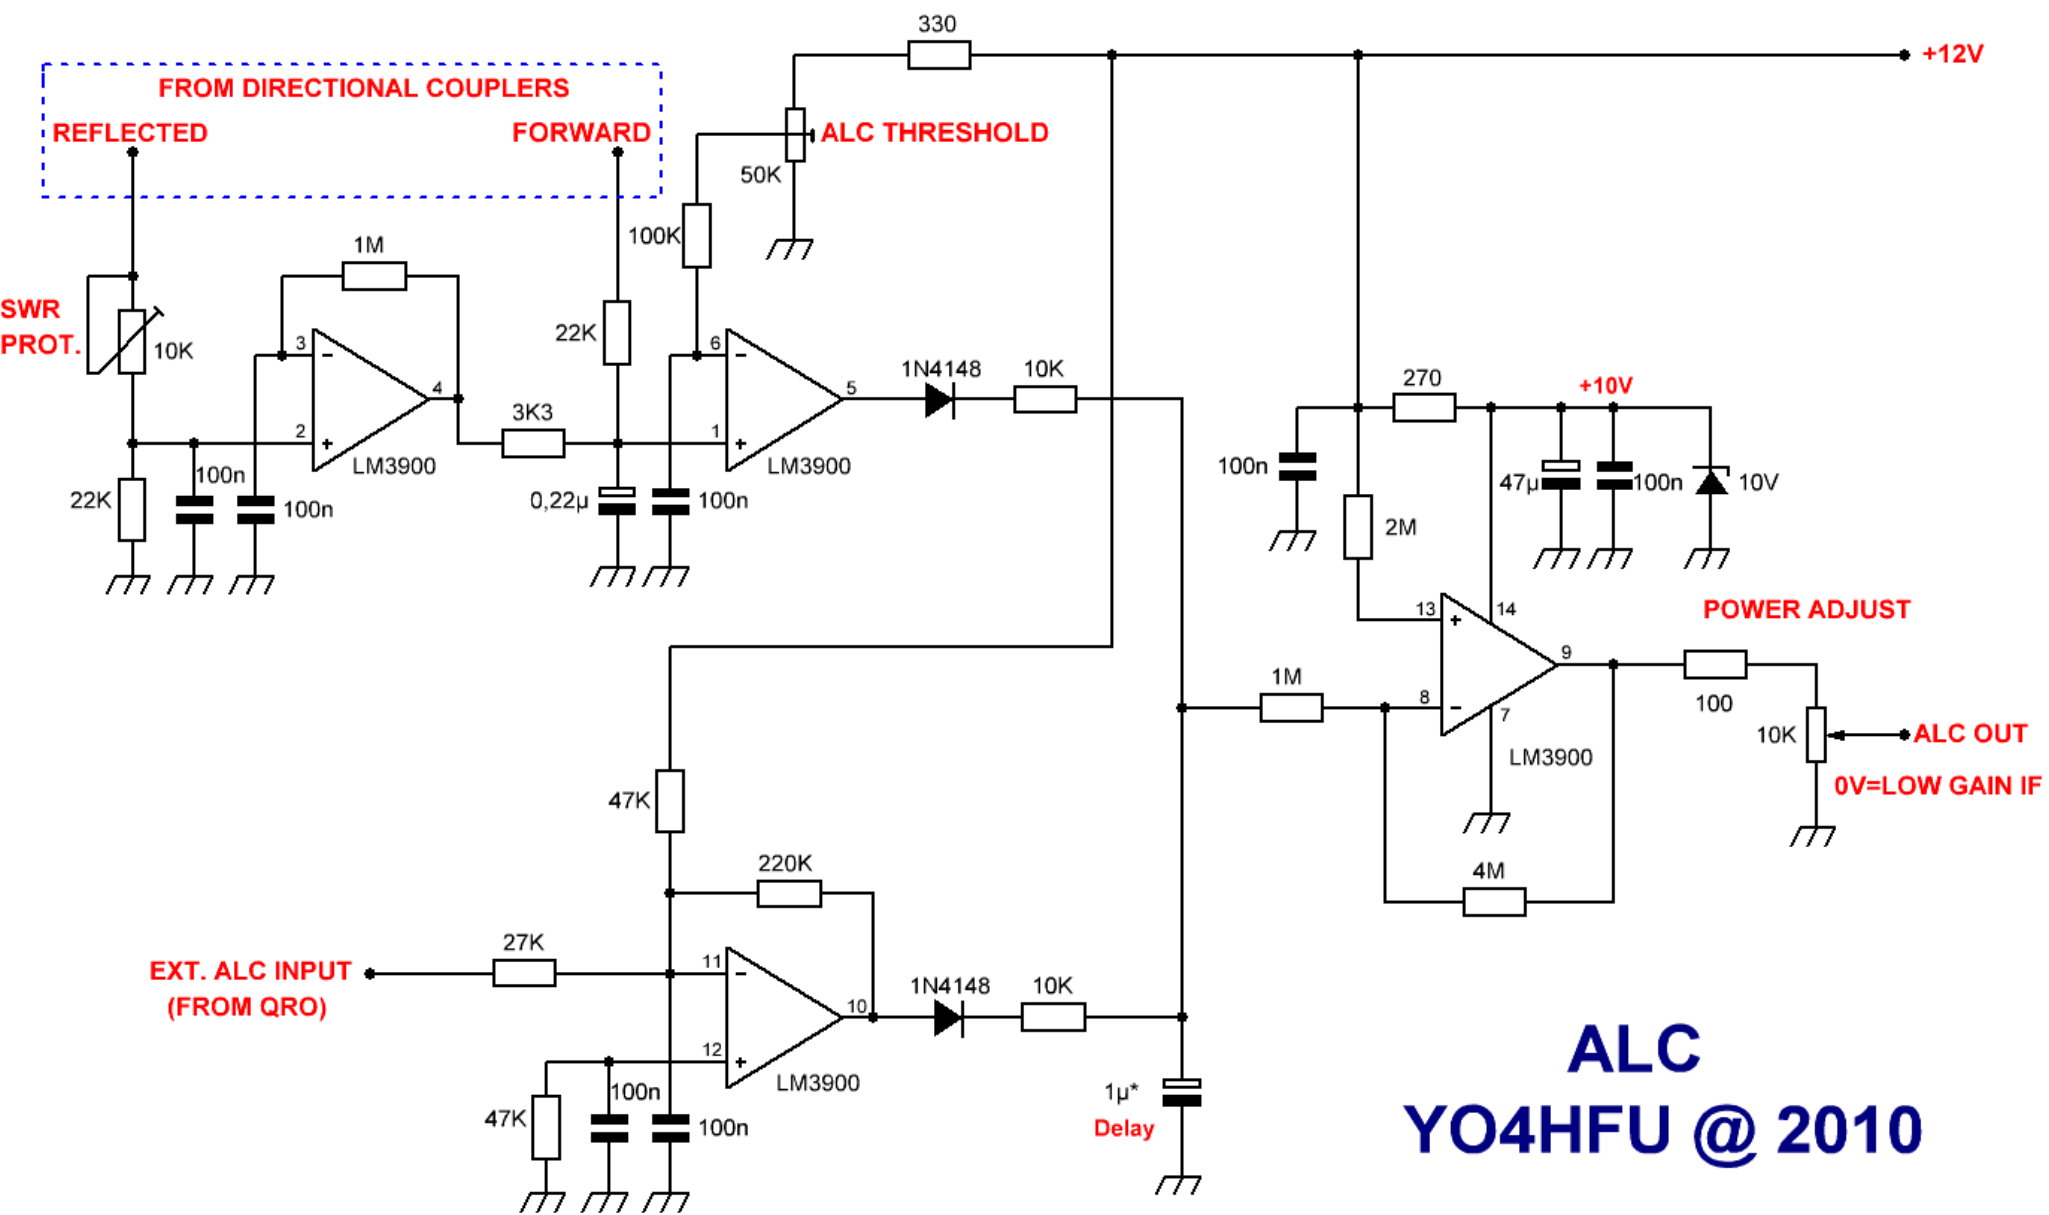 330
+12V
FROM DIRECTIONAL COUPLERS
REFLECTED
FORWARD
ALC THRESHOLD
50K
100K
1M
SWR
PROT.
10K
3
-
2
+
4
LM3900
22K
100n
100n
22K
3K3
0,22µ
100n
6
-
1
+
5
LM3900
1N4148
10K
270
+10V
100n
47µ
100n
10V
2M
13
+
14
8
-
7
9
LM3900
1M
4M
POWER ADJUST
100
10K
ALC OUT
0V=LOW GAIN IF
47K
220K
27K
EXT. ALC INPUT
(FROM QRO)
11
-
12
+
10
LM3900
1N4148
10K
47K
100n
100n
1µ*
Delay
ALC
YO4HFU @ 2010